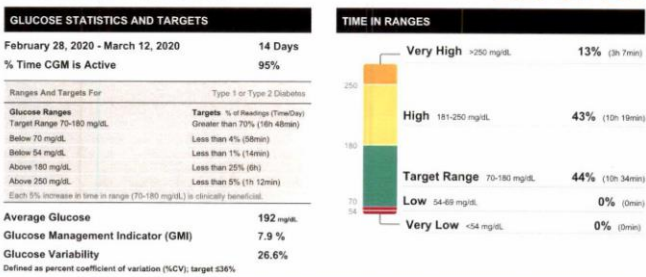 GLUCOSE STATISTICS AND TARGETS
February 28, 2020 - March 12, 2020 14 Days
% Time CGM is Active 95%
Ranges And Targets For Type 1 or Type 2 Diabetes
Glucose Ranges Targets % of Readings (Time/Day)
Target Range 70-180 mg/dL Greater than 70% (16h 48min)
Below 70 mg/dL Less than 4% (58min)
Below 54 mg/dL Less than 1% (14min)
Above 180 mg/dL Less than 25% (6h)
Above 250 mg/dL Less than 5% (1h 12min)
Each 5% increase in time in range (70-180 mg/dL) is clinically beneficial.
Average Glucose 192 mg/dL
Glucose Management Indicator (GMI) 7.9 %
Glucose Variability 26.6%
Defined as percent coefficient of variation (%CV); target ≤36%
TIME IN RANGES
Very High >250 mg/dL 13% (3h 7min)
250
High 181-250 mg/dL 43% (10h 19min)
180
Target Range 70-180 mg/dL 44% (10h 34min)
70
Low 54-69 mg/dL 0% (0min)
54
Very Low <54 mg/dL 0% (0min)